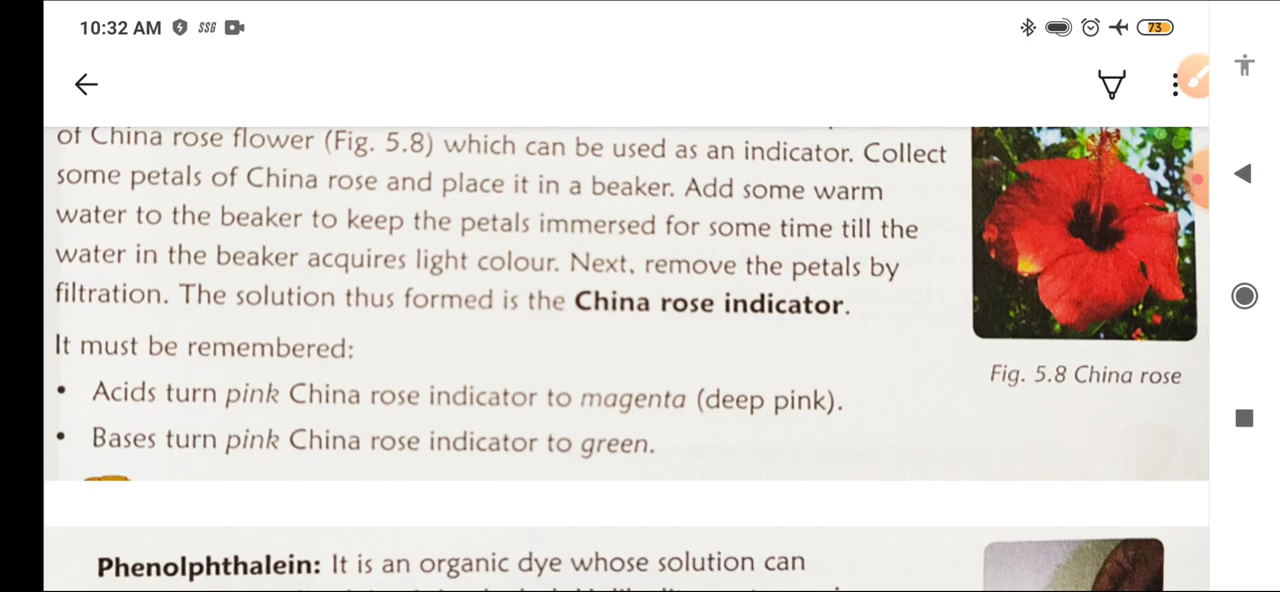 10:32 AM SSG 73
of China rose flower (Fig. 5.8) which can be used as an indicator. Collect
some petals of China rose and place it in a beaker. Add some warm
water to the beaker to keep the petals immersed for some time till the
water in the beaker acquires light colour. Next, remove the petals by
filtration. The solution thus formed is the China rose indicator.
It must be remembered:
• Acids turn pink China rose indicator to magenta (deep pink).
• Bases turn pink China rose indicator to green.
Fig. 5.8 China rose
Phenolphthalein: It is an organic dye whose solution can